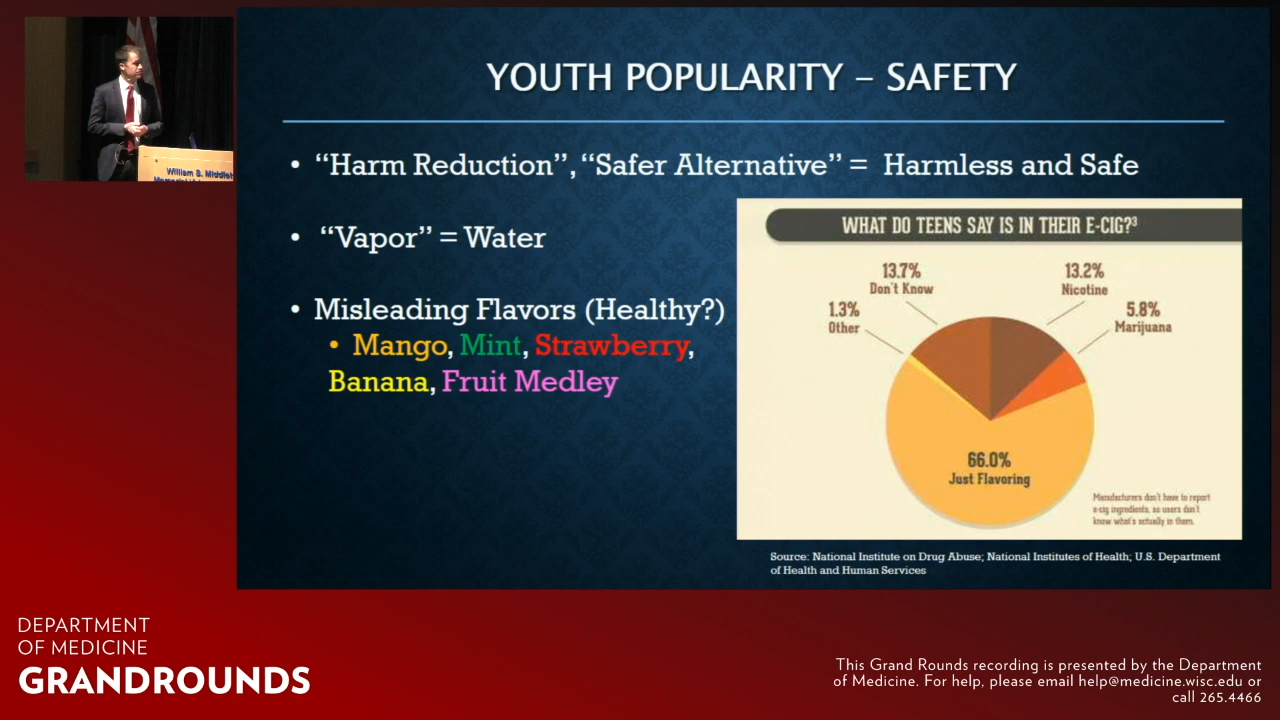 YOUTH POPULARITY – SAFETY
• “Harm Reduction”, “Safer Alternative” = Harmless and Safe
• “Vapor” = Water
• Misleading Flavors (Healthy?)
• Mango, Mint, Strawberry,
Banana, Fruit Medley
WHAT DO TEENS SAY IS IN THEIR E-CIG?³
13.7%
Don't Know
13.2%
Nicotine
1.3%
Other
5.8%
Marijuana
66.0%
Just Flavoring
Manufacturers don't have to report
e-cig ingredients, so users don't
know what's actually in them.
Source: National Institute on Drug Abuse; National Institutes of Health; U.S. Department
of Health and Human Services
William S.
DEPARTMENT
OF MEDICINE
GRANDROUNDS
This Grand Rounds recording is presented by the Department
of Medicine. For help, please email help@medicine.wisc.edu or
call 265.4466